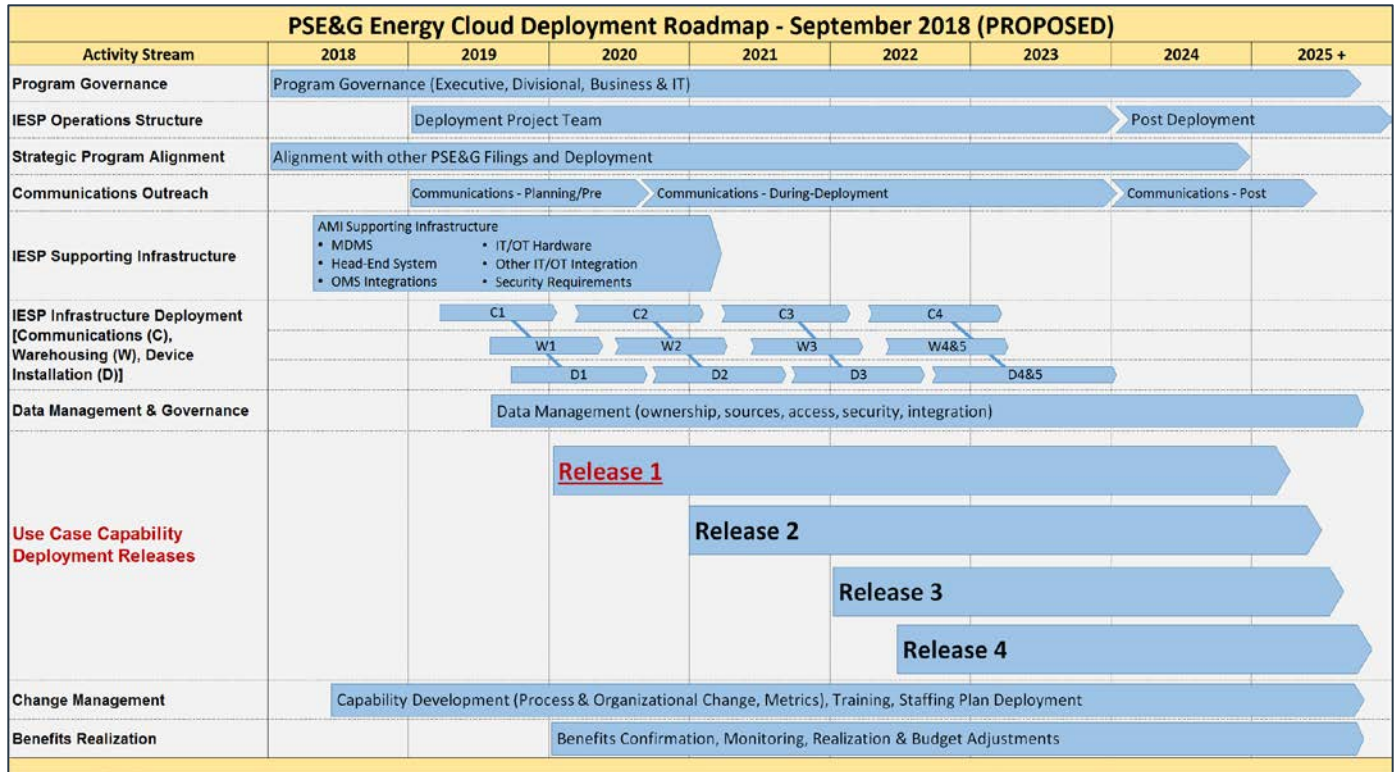 PSE&G Energy Cloud Deployment Roadmap - September 2018 (PROPOSED)
Activity Stream 2018 2019 2020 2021 2022 2023 2024 2025 +
Program Governance
Program Governance (Executive, Divisional, Business & IT)
IESP Operations Structure
Deployment Project Team
Post Deployment
Strategic Program Alignment
Alignment with other PSE&G Filings and Deployment
Communications Outreach
Communications - Planning/Pre
Communications - During-Deployment
Communications - Post
IESP Supporting Infrastructure
AMI Supporting Infrastructure
• MDMS
• Head-End System
• OMS Integrations
• IT/OT Hardware
• Other IT/OT Integration
• Security Requirements
IESP Infrastructure Deployment
[Communications (C),
Warehousing (W), Device
Installation (D)]
C1 C2 C3 C4
W1 W2 W3 W4&5
D1 D2 D3 D4&5
Data Management & Governance
Data Management (ownership, sources, access, security, integration)
Use Case Capability
Deployment Releases
Release 1
Release 2
Release 3
Release 4
Change Management
Capability Development (Process & Organizational Change, Metrics), Training, Staffing Plan Deployment
Benefits Realization
Benefits Confirmation, Monitoring, Realization & Budget Adjustments